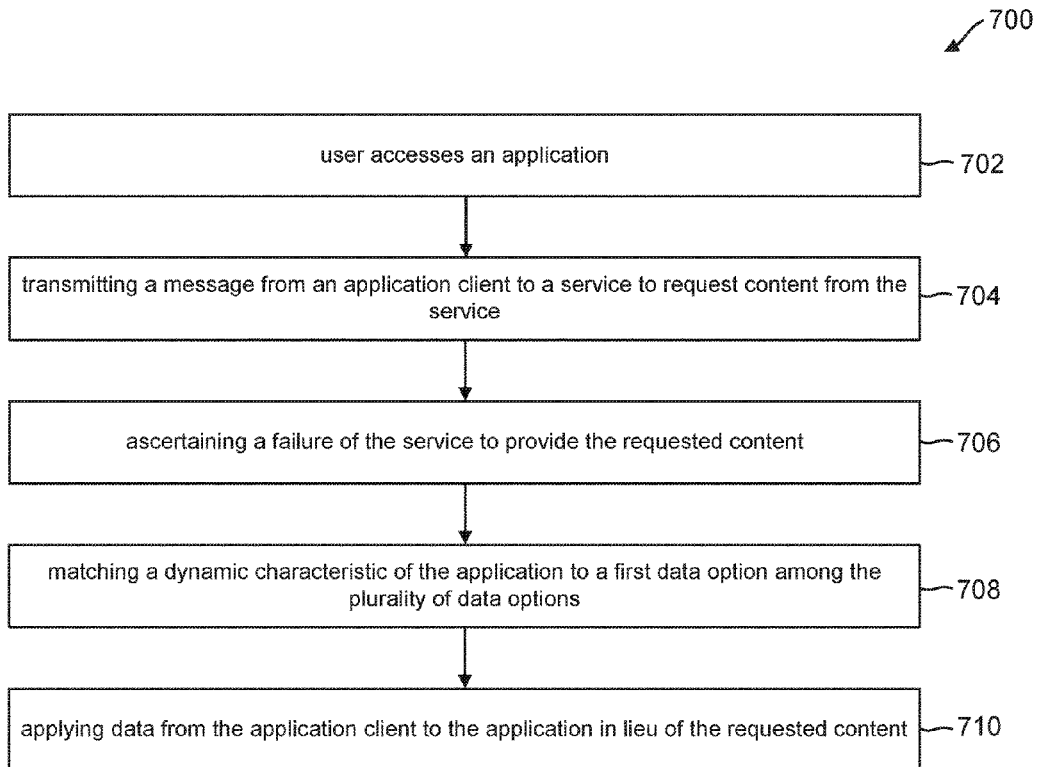 700
user accesses an application
702
transmitting a message from an application client to a service to request content from the
service
704
ascertaining a failure of the service to provide the requested content
706
matching a dynamic characteristic of the application to a first data option among the
plurality of data options
708
applying data from the application client to the application in lieu of the requested content
710